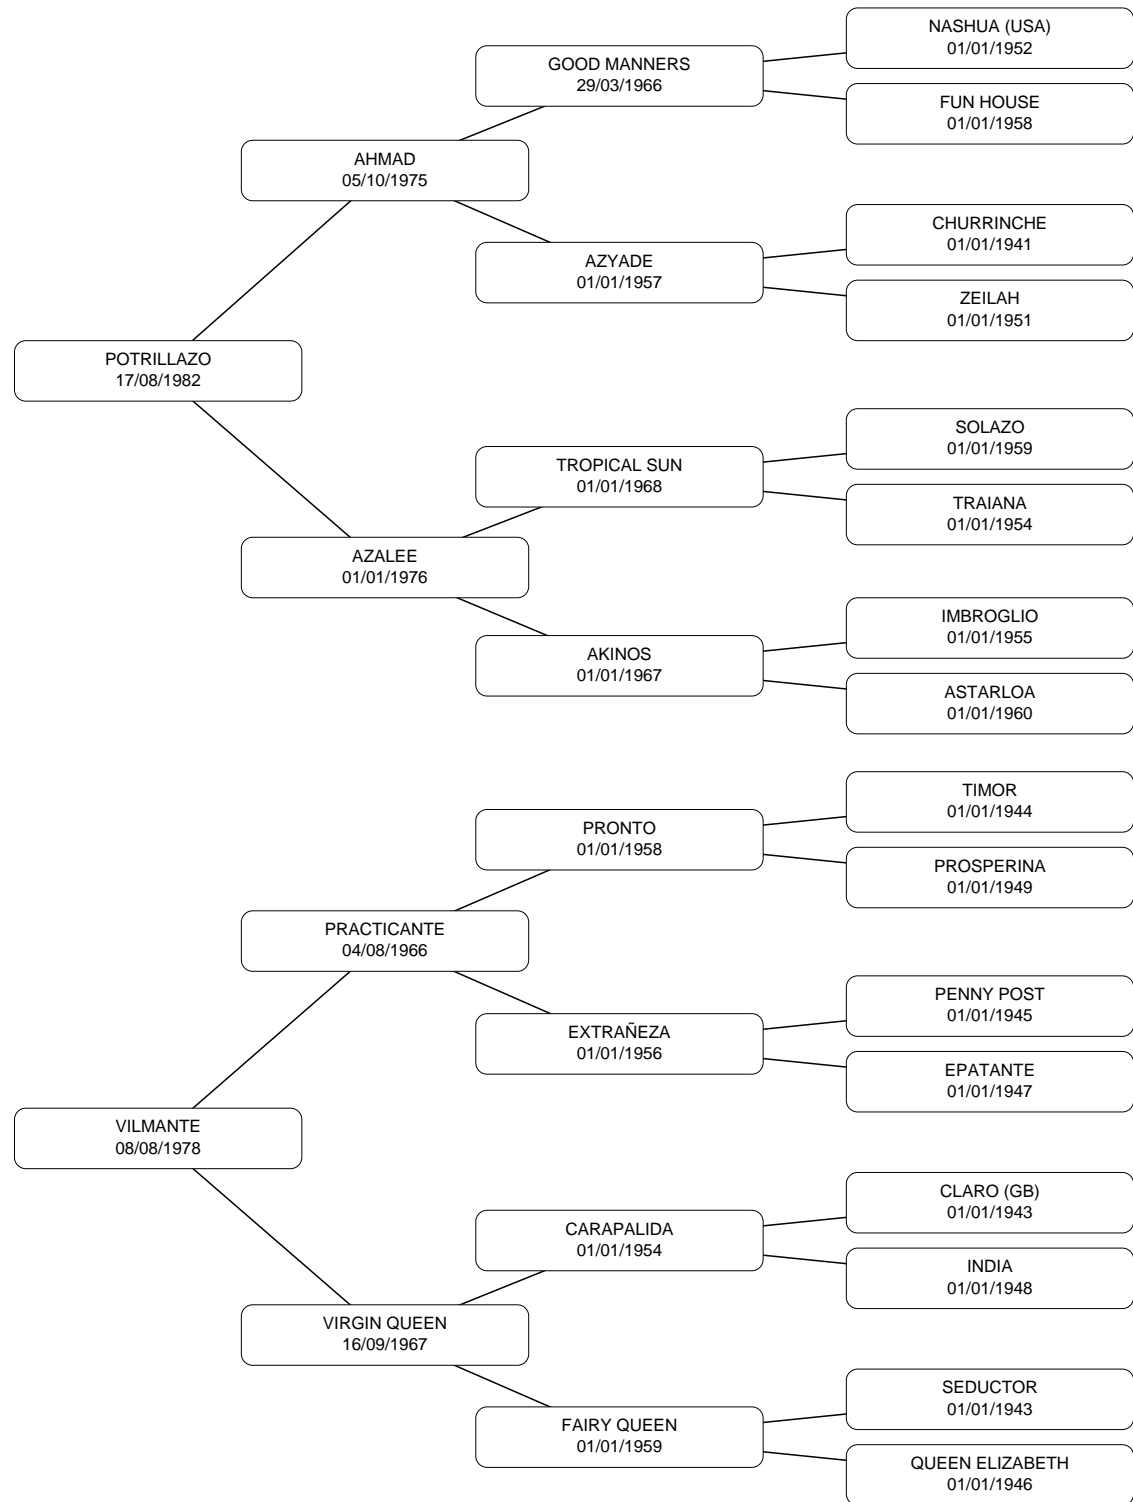 NASHUA (USA)
01/01/1952
GOOD MANNERS
29/03/1966
FUN HOUSE
01/01/1958
AHMAD
05/10/1975
CHURRINCHE
01/01/1941
AZYADE
01/01/1957
ZEILAH
01/01/1951
POTRILLAZO
17/08/1982
SOLAZO
01/01/1959
TROPICAL SUN
01/01/1968
TRAIANA
01/01/1954
AZALEE
01/01/1976
IMBROGLIO
01/01/1955
AKINOS
01/01/1967
ASTARLOA
01/01/1960
TIMOR
01/01/1944
PRONTO
01/01/1958
PROSPERINA
01/01/1949
PRACTICANTE
04/08/1966
PENNY POST
01/01/1945
EXTRAÑEZA
01/01/1956
EPATANTE
01/01/1947
VILMANTE
08/08/1978
CLARO (GB)
01/01/1943
CARAPALIDA
01/01/1954
INDIA
01/01/1948
VIRGIN QUEEN
16/09/1967
SEDUCTOR
01/01/1943
FAIRY QUEEN
01/01/1959
QUEEN ELIZABETH
01/01/1946